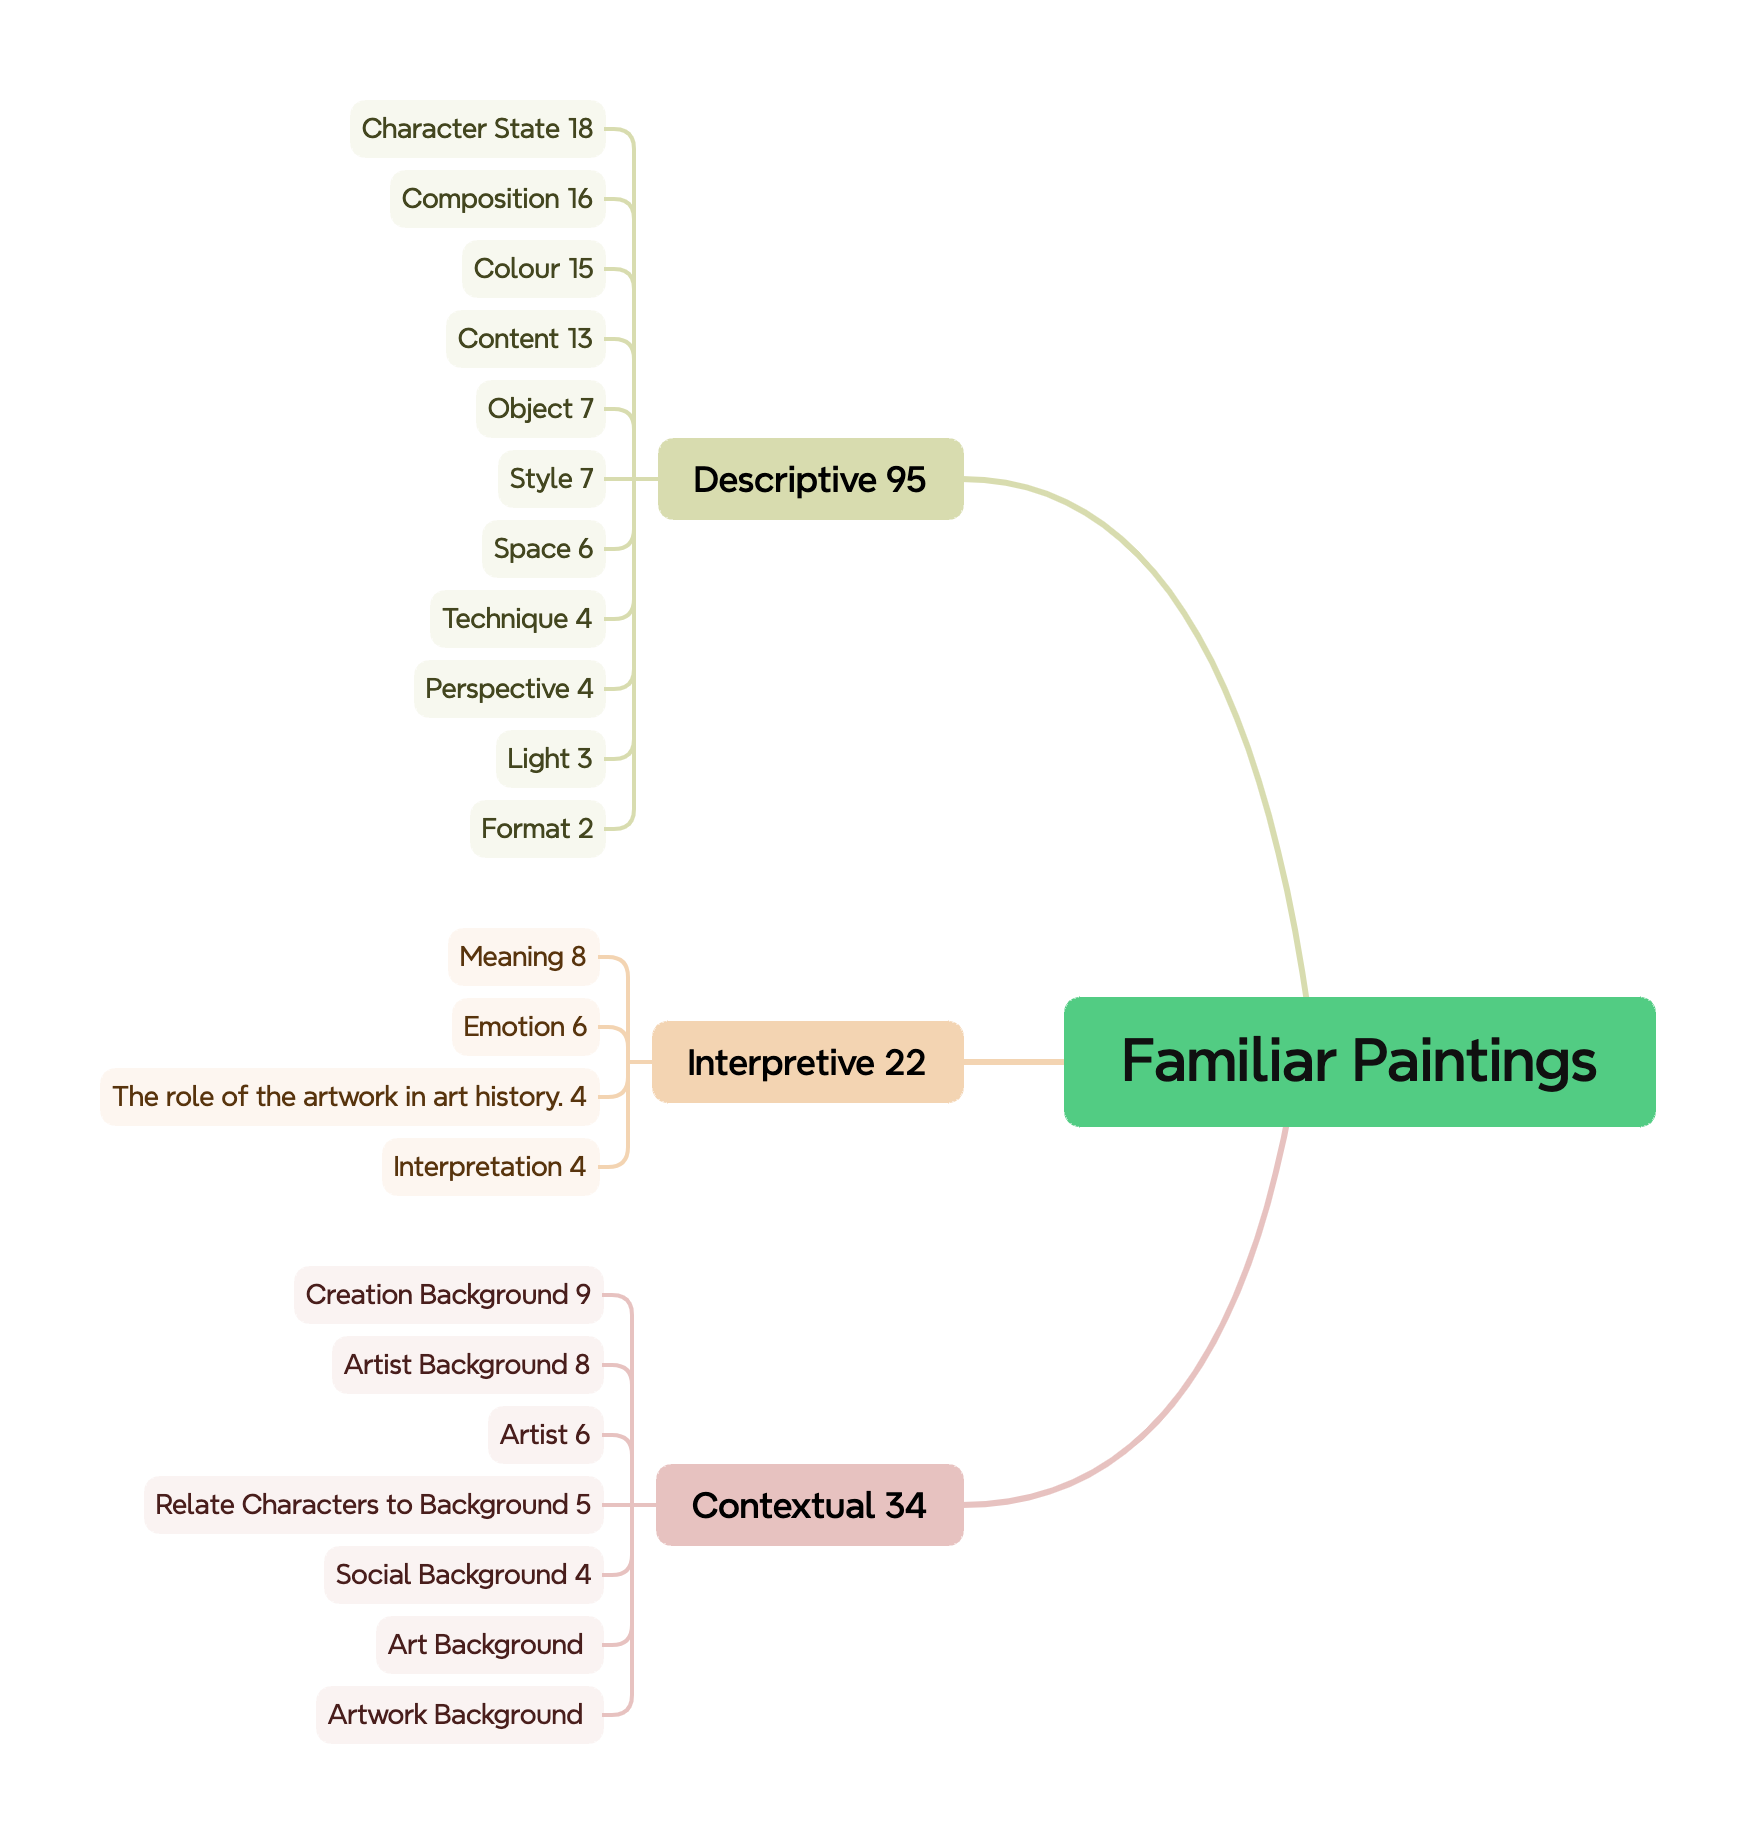 Character State 18
Composition 16
Colour 15
Content 13
Object 7
Style 7
Space 6
Technique 4
Perspective 4
Light 3
Format 2
Descriptive 95
Meaning 8
Emotion 6
The role of the artwork in art history. 4
Interpretation 4
Interpretive 22
Familiar Paintings
Creation Background 9
Artist Background 8
Artist 6
Relate Characters to Background 5
Social Background 4
Art Background
Artwork Background
Contextual 34